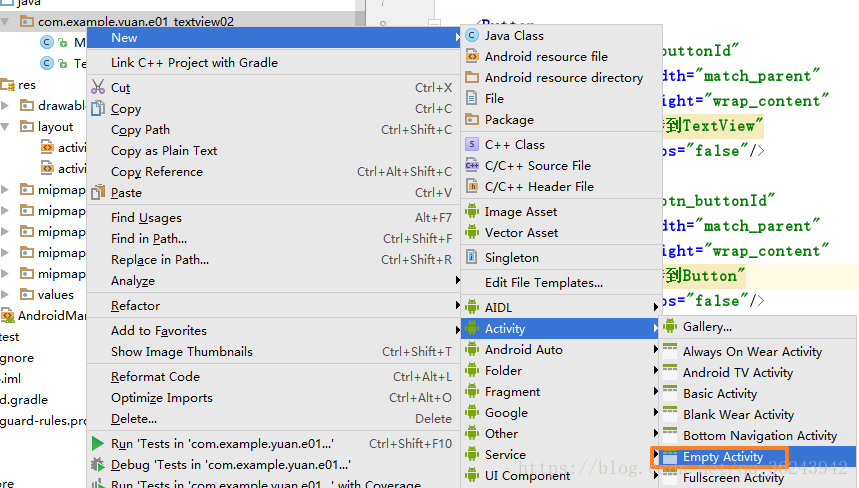 java
com.example.yuan.e01_textview02
res
drawabl
layout
activi
activi
mipmap
mipmap
mipmap
mipmap
mipmap
values
AndroidMan
test
gnore
.iml
d.gradle
guard-rules.pro
New
Link C++ Project with Gradle
Cut Ctrl+X
Copy Ctrl+C
Copy Path Ctrl+Shift+C
Copy as Plain Text
Copy Reference Ctrl+Alt+Shift+C
Paste Ctrl+V
Find Usages Alt+F7
Find in Path... Ctrl+Shift+F
Replace in Path... Ctrl+Shift+R
Analyze
Refactor
Add to Favorites
Show Image Thumbnails Ctrl+Shift+T
Reformat Code Ctrl+Alt+L
Optimize Imports Ctrl+Alt+O
Delete... Delete
Run 'Tests in 'com.example.yuan.e01...' Ctrl+Shift+F10
Debug 'Tests in 'com.example.yuan.e01...'
Run 'Tests in 'com.example.yuan.e01...' with Coverage
Java Class
Android resource file
Android resource directory
File
Package
C++ Class
C/C++ Source File
C/C++ Header File
Image Asset
Vector Asset
Singleton
Edit File Templates...
AIDL
Activity
Android Auto
Folder
Fragment
Google
Other
Service
UI Component
Gallery...
Always On Wear Activity
Android TV Activity
Basic Activity
Blank Wear Activity
Bottom Navigation Activity
Empty Activity
Fullscreen Activity
7
<Button
buttonId"
dth="match_parent"
ight="wrap_content"
到TextView"
ps="false"/>
tn_buttonId"
dth="match_parent"
ight="wrap_content"
到Button"
ps="false"/>